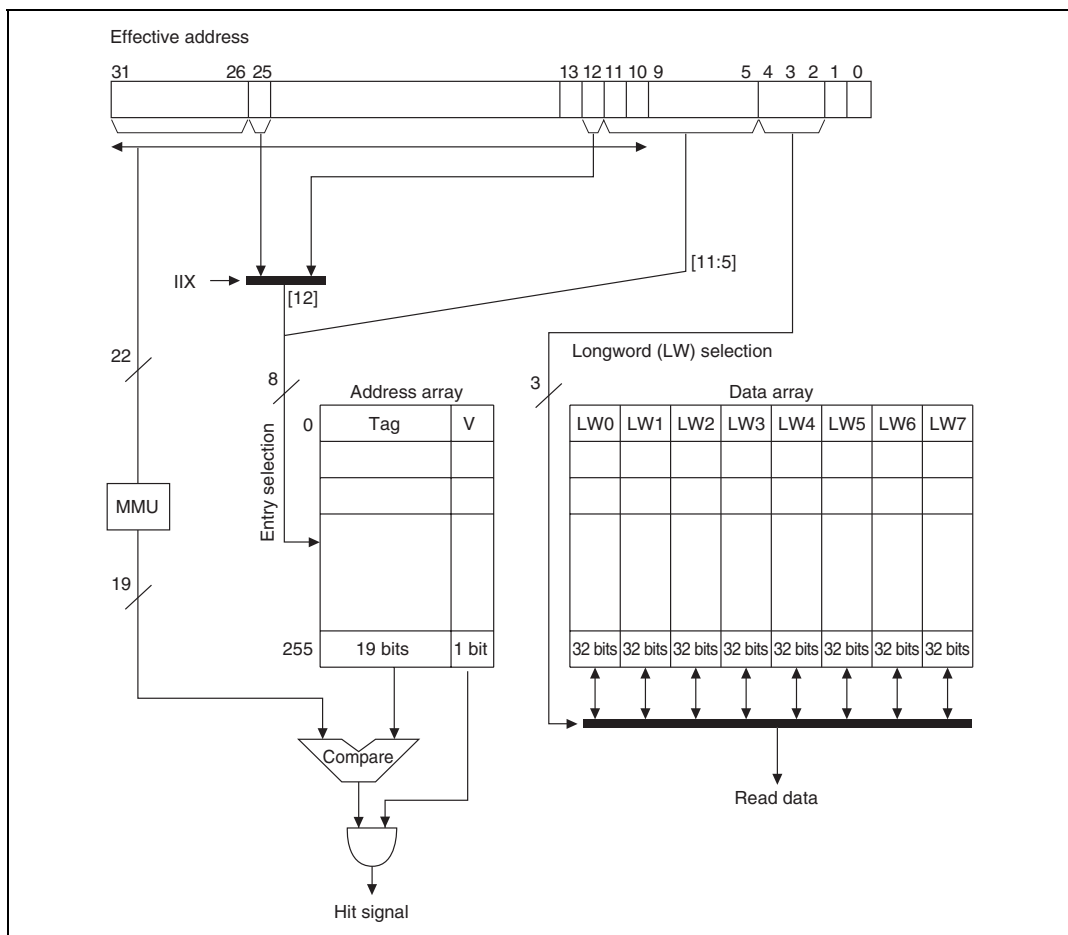 Effective address
31 26 25 13 12 11 10 9 5 4 3 2 1 0
IIX
[12]
[11:5]
Longword (LW) selection
22
8
3
Entry selection
Address array
Data array
0 Tag V
LW0 LW1 LW2 LW3 LW4 LW5 LW6 LW7
MMU
19
255 19 bits 1 bit
32 bits 32 bits 32 bits 32 bits 32 bits 32 bits 32 bits 32 bits
Compare
Read data
Hit signal